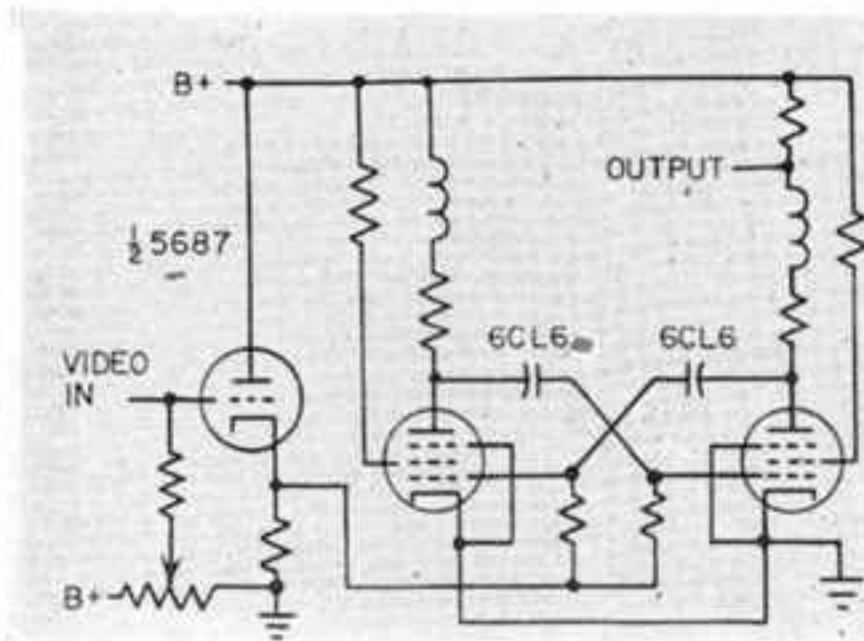 B+
OUTPUT
½ 5687
6CL6
6CL6
VIDEO
IN
B+